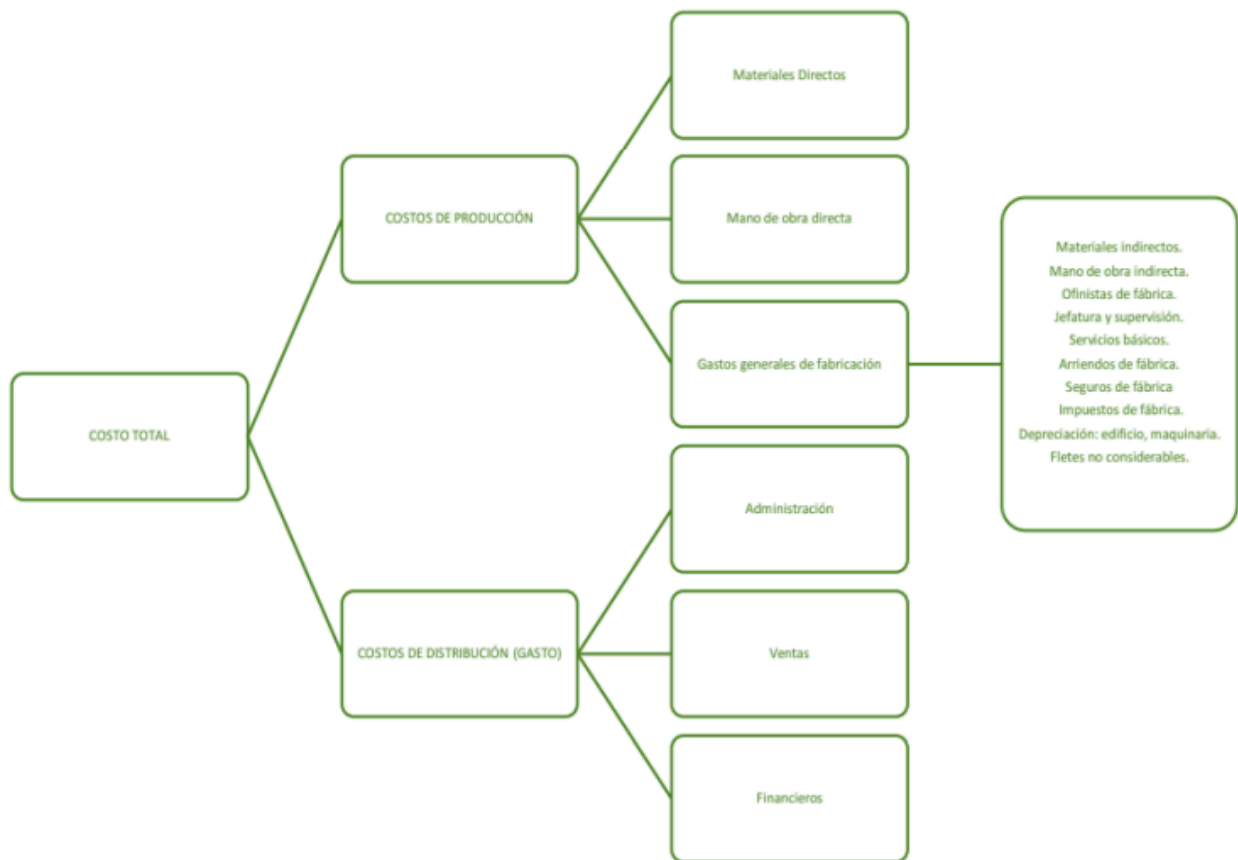 COSTO TOTAL
COSTOS DE PRODUCCIÓN
Materiales Directos
Mano de obra directa
Gastos generales de fabricación
Materiales indirectos.
Mano de obra indirecta.
Ofinistas de fábrica.
Jefatura y supervisión.
Servicios básicos.
Arriendos de fábrica.
Seguros de fábrica
Impuestos de fábrica.
Depreciación: edificio, maquinaria.
Fletes no considerables.
COSTOS DE DISTRIBUCIÓN (GASTO)
Administración
Ventas
Financieros